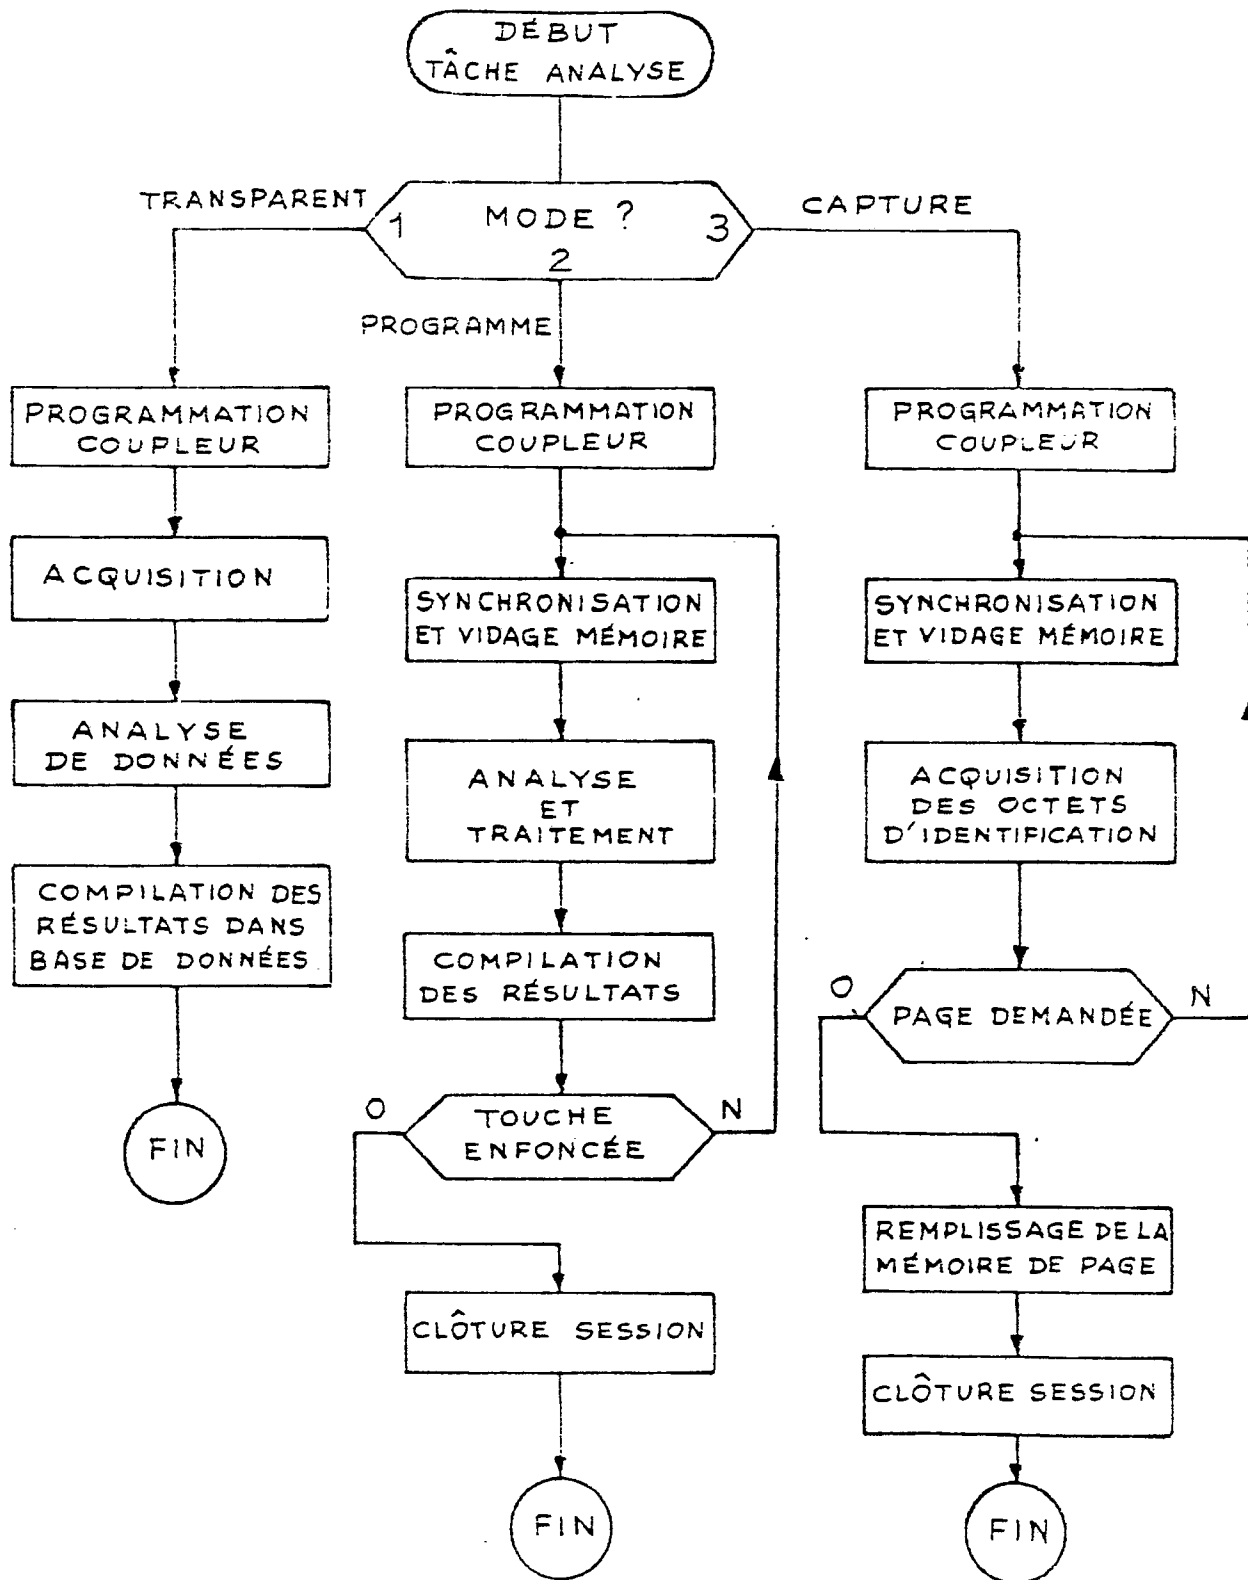 DÉBUT
TÂCHE ANALYSE
TRANSPARENT
1
MODE ?
2
3
CAPTURE
PROGRAMME
PROGRAMMATION
COUPLEUR
ACQUISITION
ANALYSE
DE DONNÉES
COMPILATION DES
RÉSULTATS DANS
BASE DE DONNÉES
FIN
PROGRAMMATION
COUPLEUR
SYNCHRONISATION
ET VIDAGE MÉMOIRE
ANALYSE
ET
TRAITEMENT
COMPILATION
DES RÉSULTATS
O
TOUCHE
ENFONCÉE
N
CLÔTURE SESSION
FIN
PROGRAMMATION
COUPLEUR
SYNCHRONISATION
ET VIDAGE MÉMOIRE
ACQUISITION
DES OCTETS
D'IDENTIFICATION
O
PAGE DEMANDÉE
N
REMPLISSAGE DE LA
MÉMOIRE DE PAGE
CLÔTURE SESSION
FIN